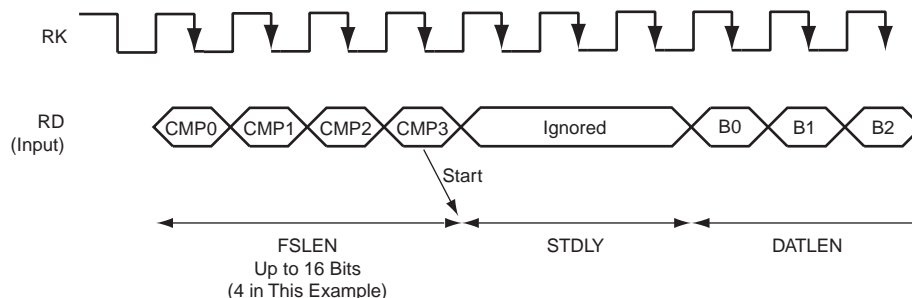 RK
RD
(Input)
CMP0 CMP1 CMP2 CMP3 Ignored B0 B1 B2
Start
FSLEN STDLY DATLEN
Up to 16 Bits
(4 in This Example)